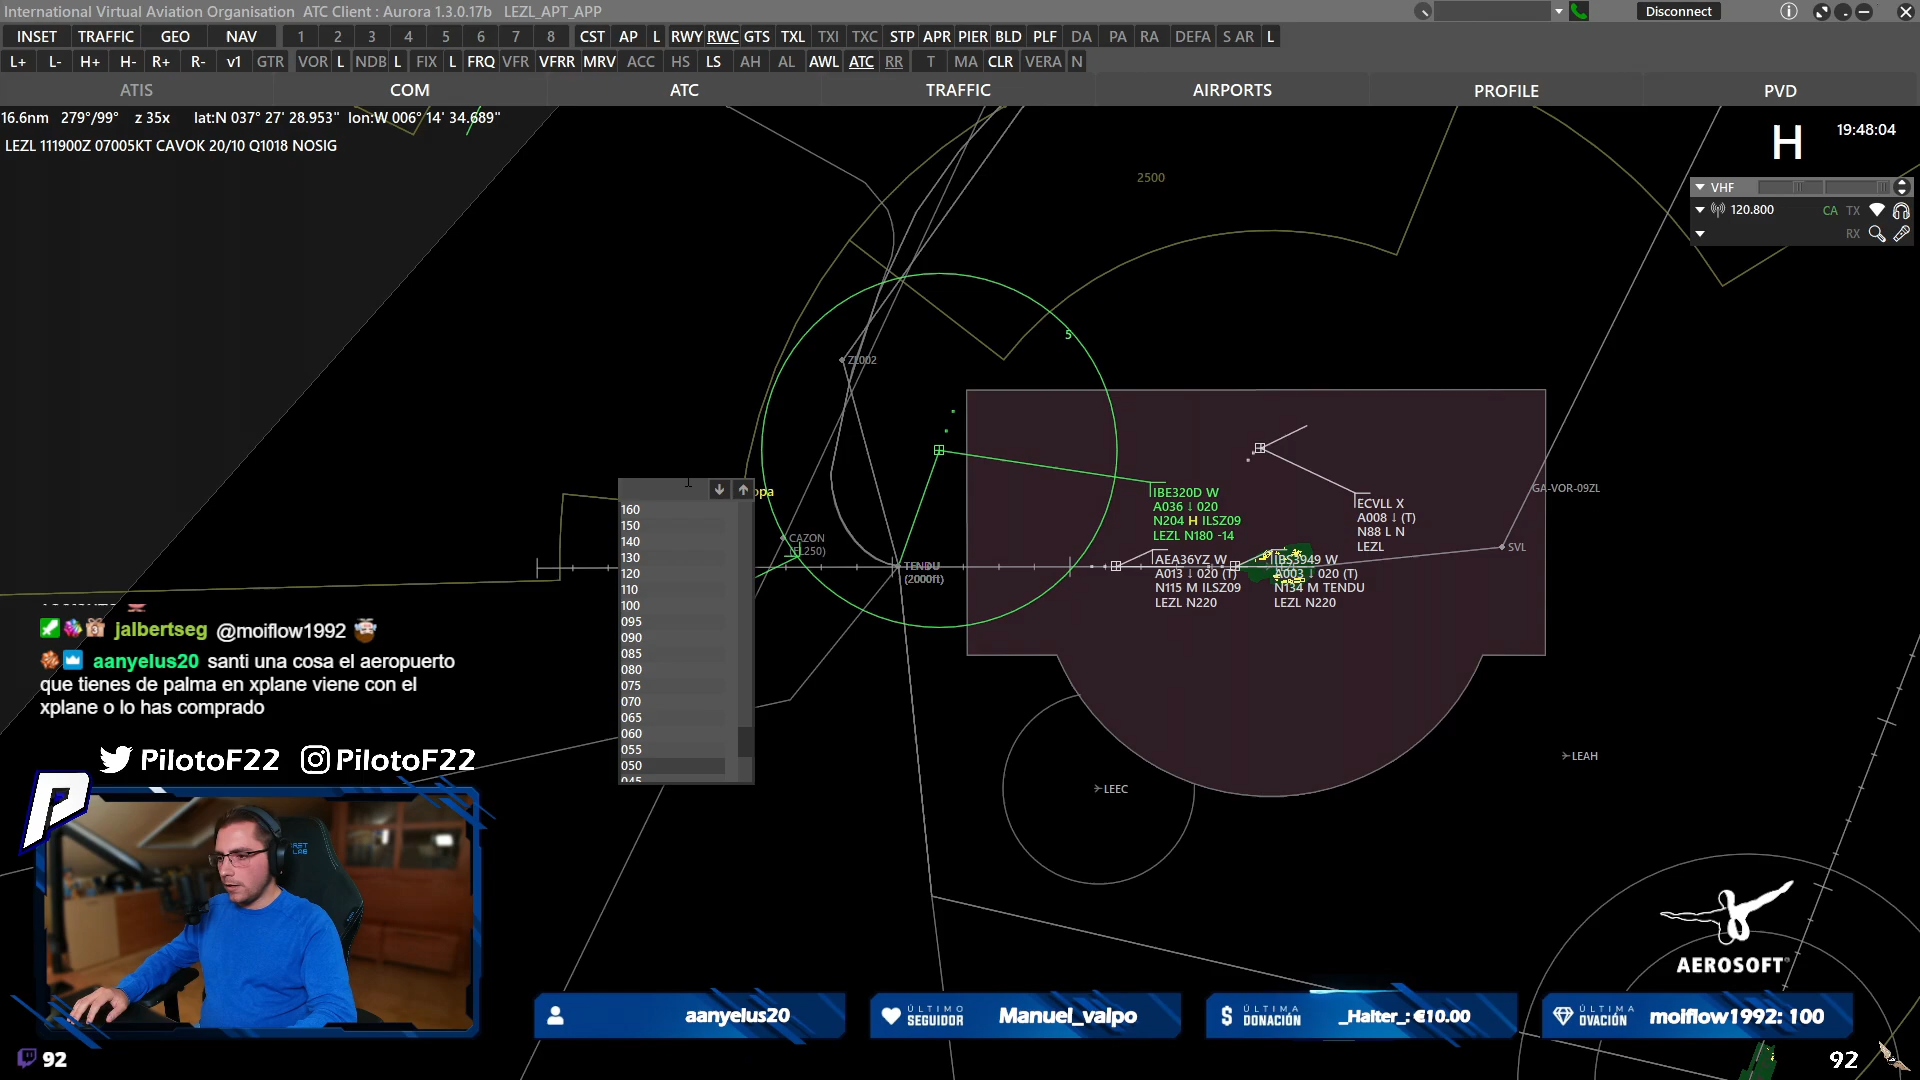 International Virtual Aviation Organisation ATC Client : Aurora 1.3.0.17b LEZL_APT_APP
Disconnect
INSET TRAFFIC GEO NAV 1 2 3 4 5 6 7 8 CST AP L RWY RWC GTS TXL TXI TXC STP APR PIER BLD PLF DA PA RA DEFA S AR L
L+ L- H+ H- R+ R- v1 GTR VOR L NDB L FIX L FRQ VFR VFRR MRV ACC HS LS AH AL AWL ATC RR T MA CLR VERA N
ATIS COM ATC TRAFFIC AIRPORTS PROFILE PVD
16.6nm 279°/99° z 35x lat:N 037° 27' 28.953" lon:W 006° 14' 34.689"
LEZL 111900Z 07005KT CAVOK 20/10 Q1018 NOSIG
H
19:48:04
VHF
120.800 CA TX
RX
2500
5
ZL002
CAZON
(FL250)
TENDU
(2000ft)
opa
160
150
140
130
120
110
100
095
090
085
080
075
070
065
060
055
050
045
IBE320D W
A036 ↓ 020
N204 H ILSZ09
LEZL N180 -14
ECVLL X
A008 ↓ (T)
N88 L N
LEZL
AEA36YZ W
A013 ↓ 020 (T)
N115 M ILSZ09
LEZL N220
IBS3949 W
A003 ↓ 020 (T)
N134 M TENDU
LEZL N220
GA-VOR-09ZL
SVL
LEAH
LEEC
jalbertseg @moiflow1992
aanyelus20 santi una cosa el aeropuerto
que tienes de palma en xplane viene con el
xplane o lo has comprado
PilotoF22 PilotoF22
P
AST
LAB
AEROSOFT
aanyelus20
ÚLTIMO SEGUIDOR Manuel_valpo
ÚLTIMA DONACIÓN _Halter_: €10.00
ÚLTIMA OVACIÓN moiflow1992: 100
92
92